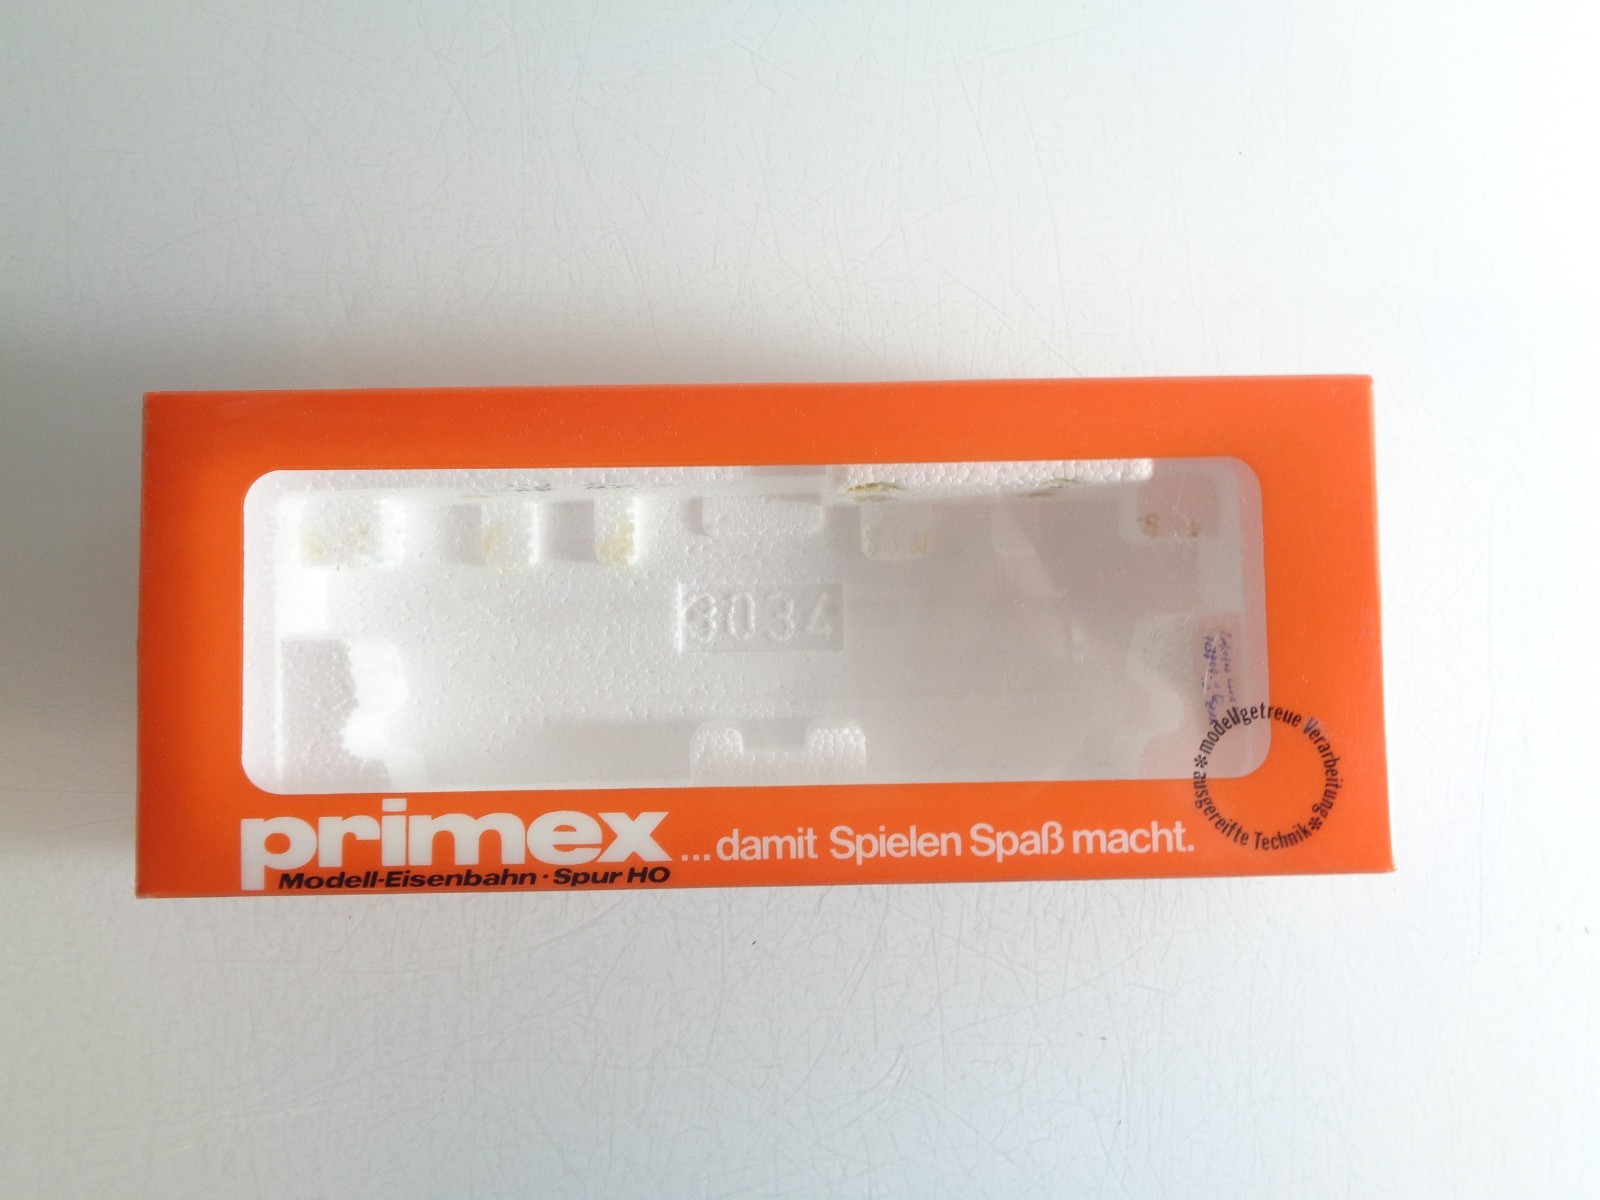 3034
primex
...damit Spielen Spaß macht.
Modell-Eisenbahn · Spur HO
modellgetreue Verarbeitung * ausgereifte Technik *